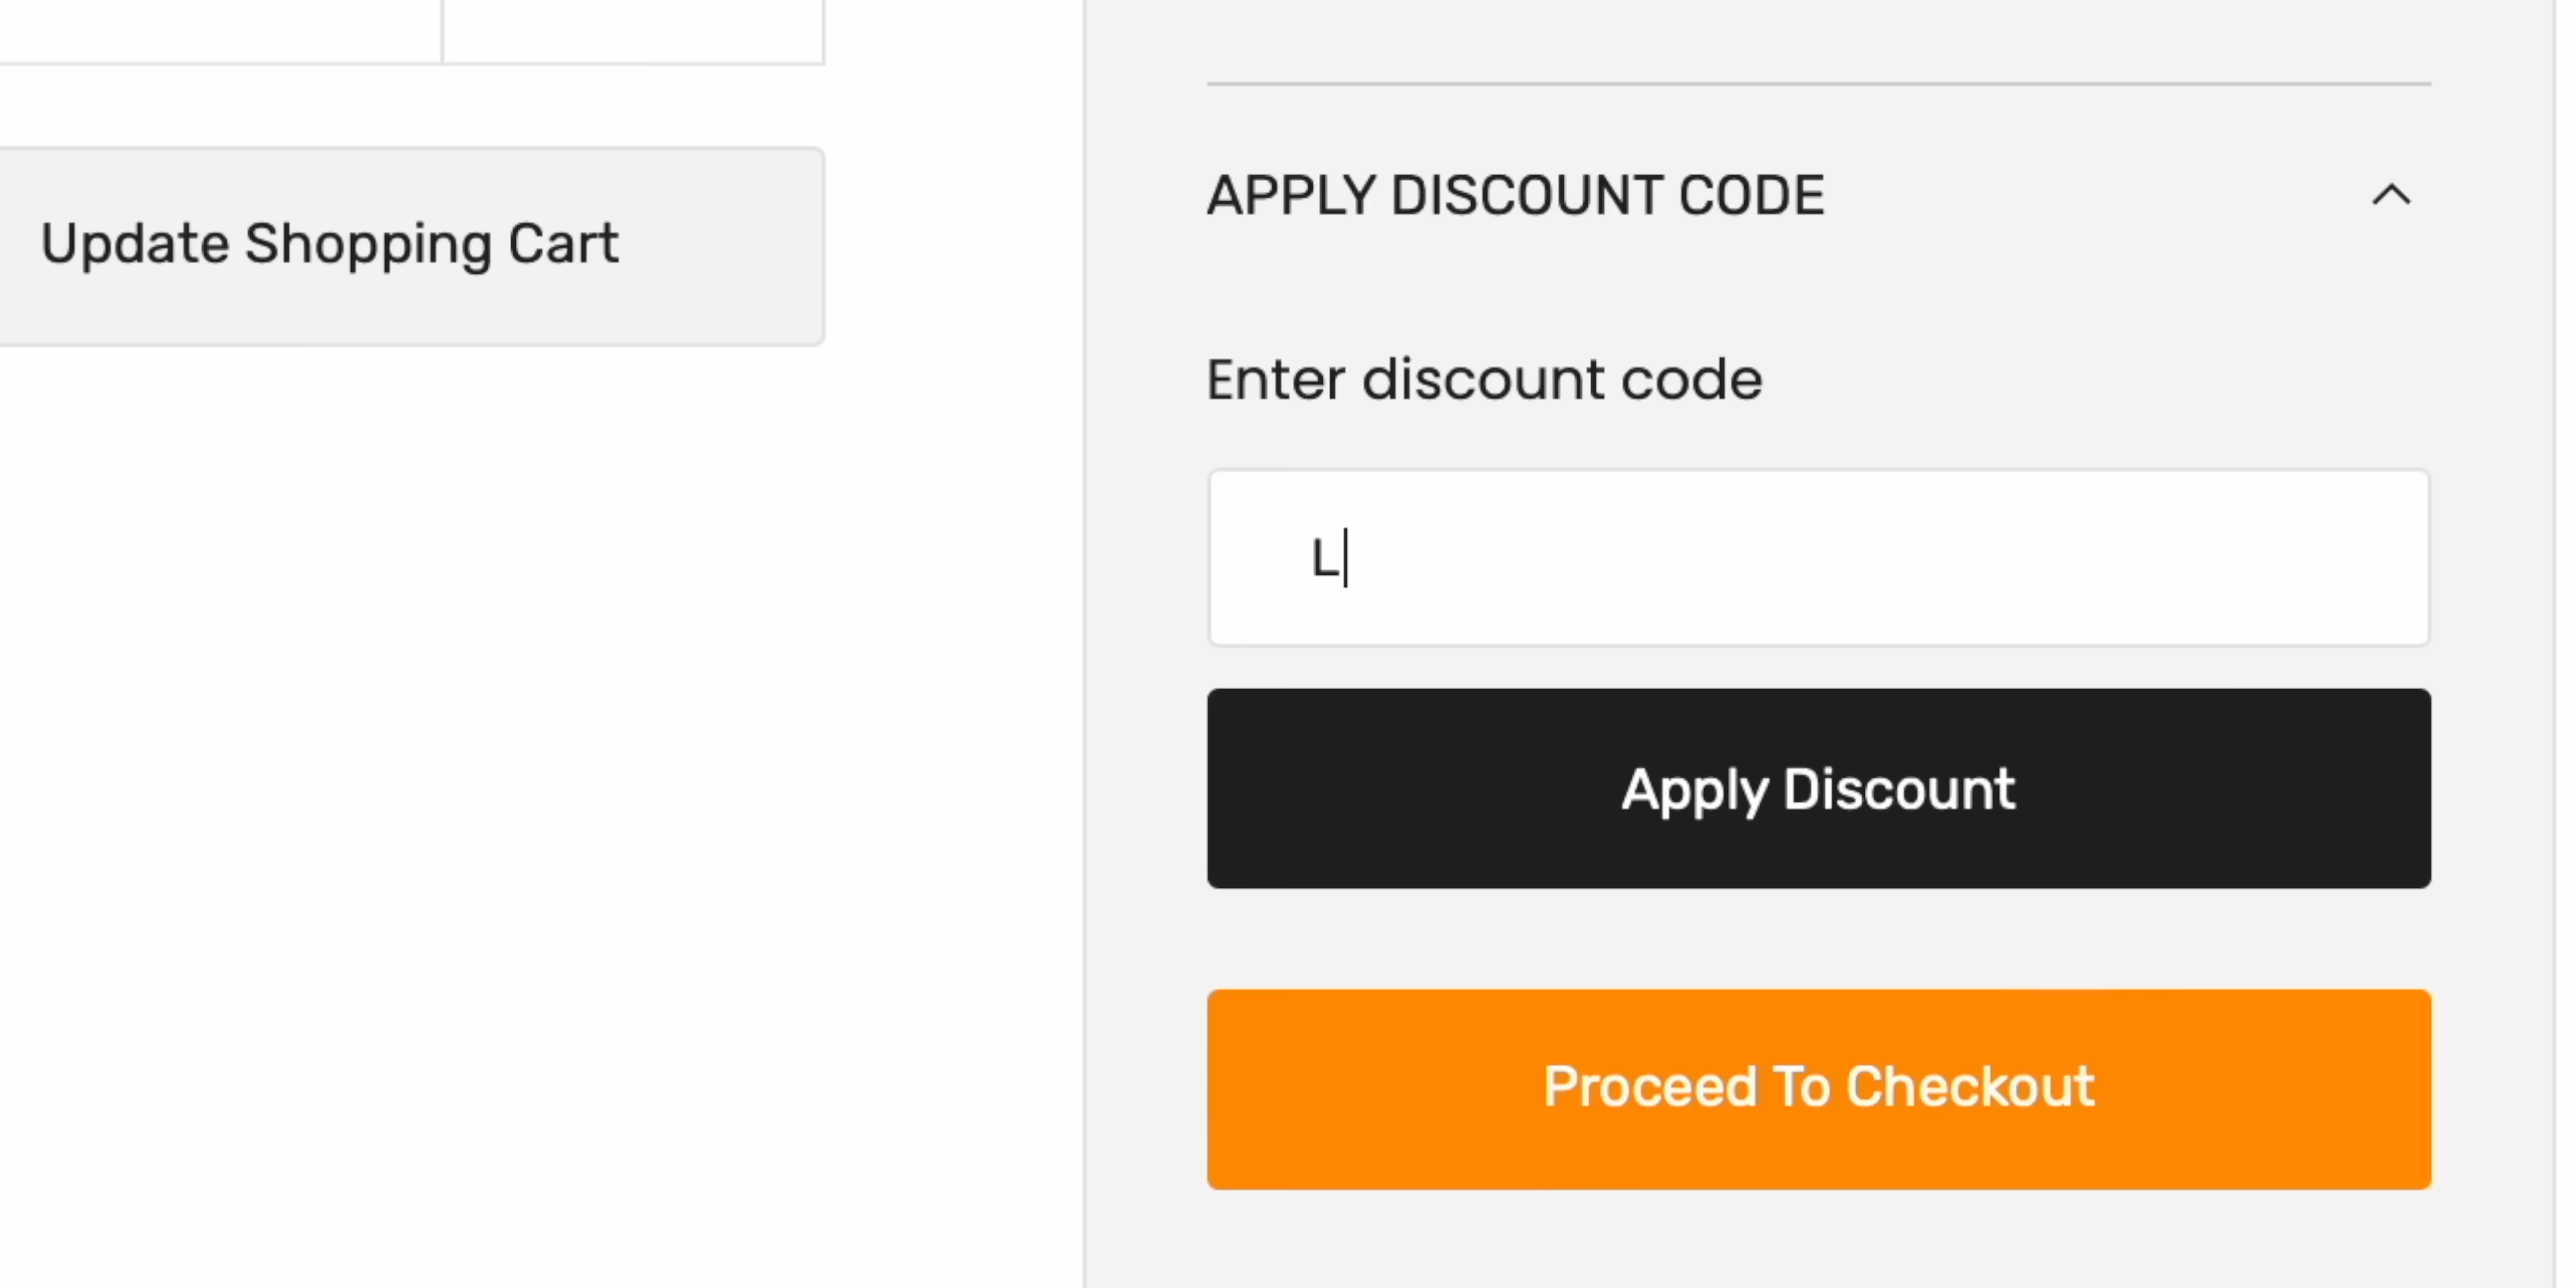 Update Shopping Cart
APPLY DISCOUNT CODE
Enter discount code
L
Apply Discount
Proceed To Checkout